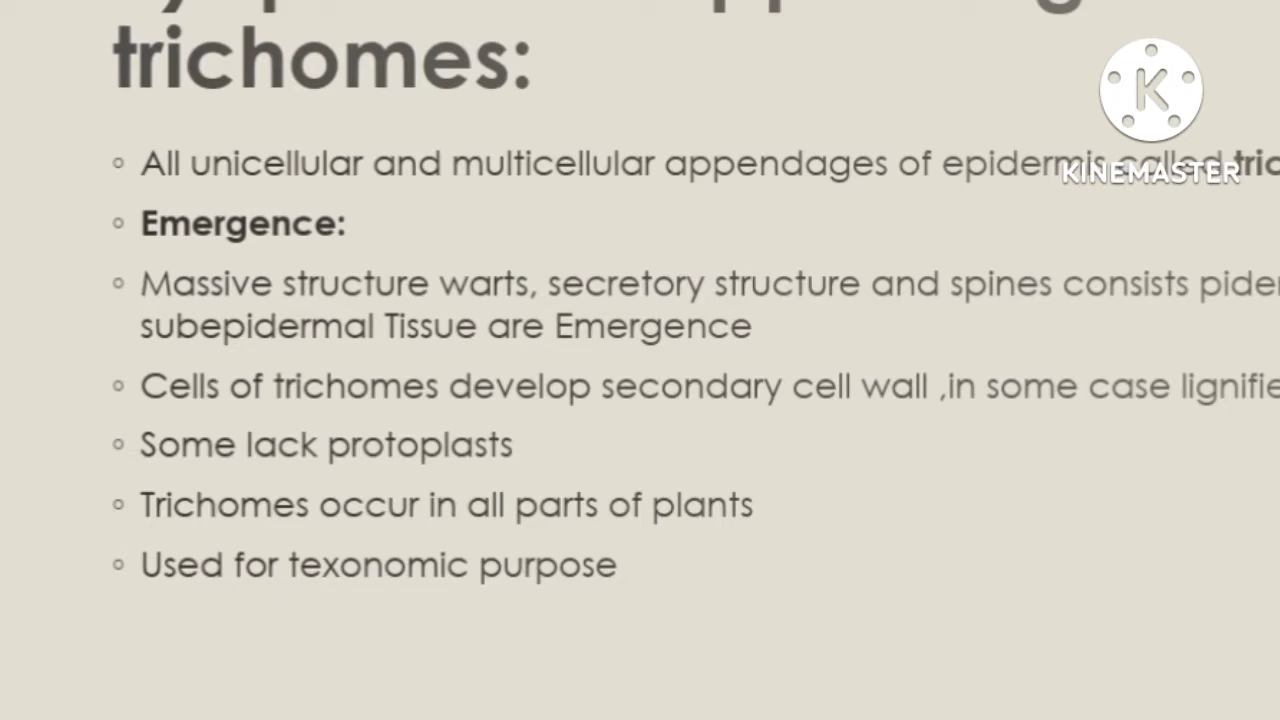 trichomes:
All unicellular and multicellular appendages of epidermis called
KINEMASTER
Emergence:
Massive structure warts, secretory structure and spines consists
subepidermal Tissue are Emergence
Cells of trichomes develop secondary cell wall ,in some case
Some lack protoplasts
Trichomes occur in all parts of plants
Used for texonomic purpose